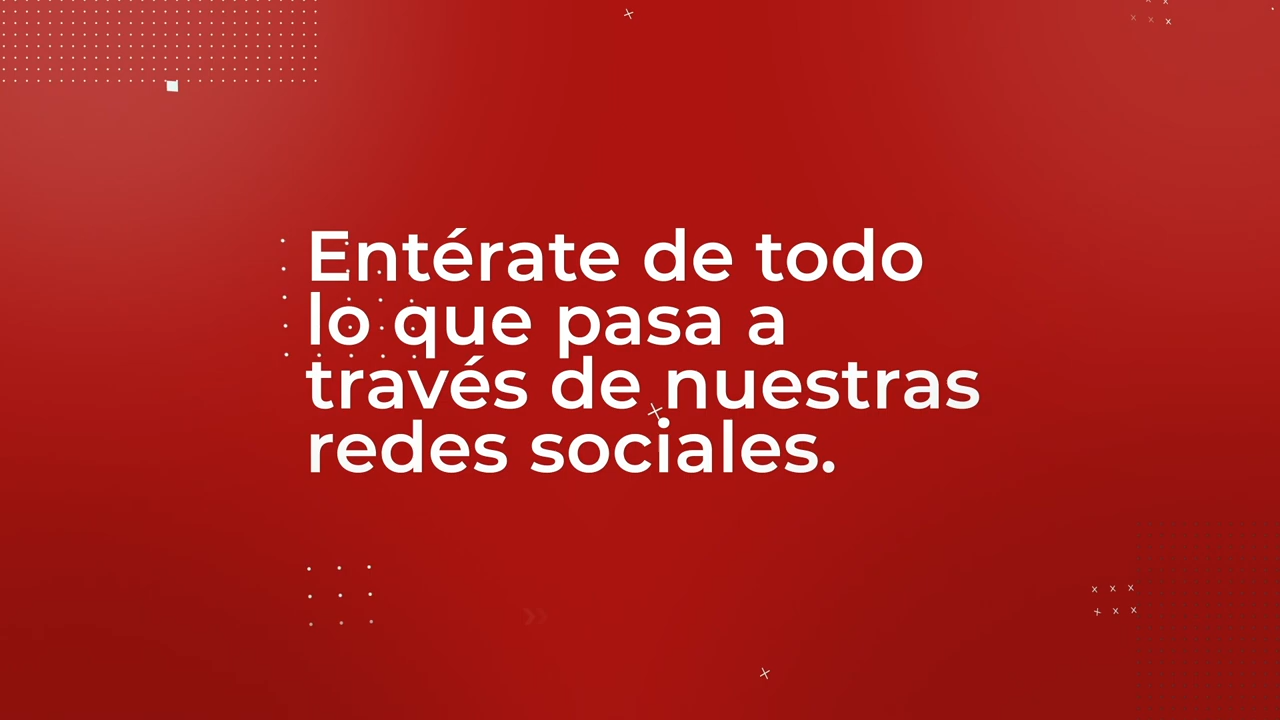 Entérate de todo
lo que pasa a
través de nuestras
redes sociales.